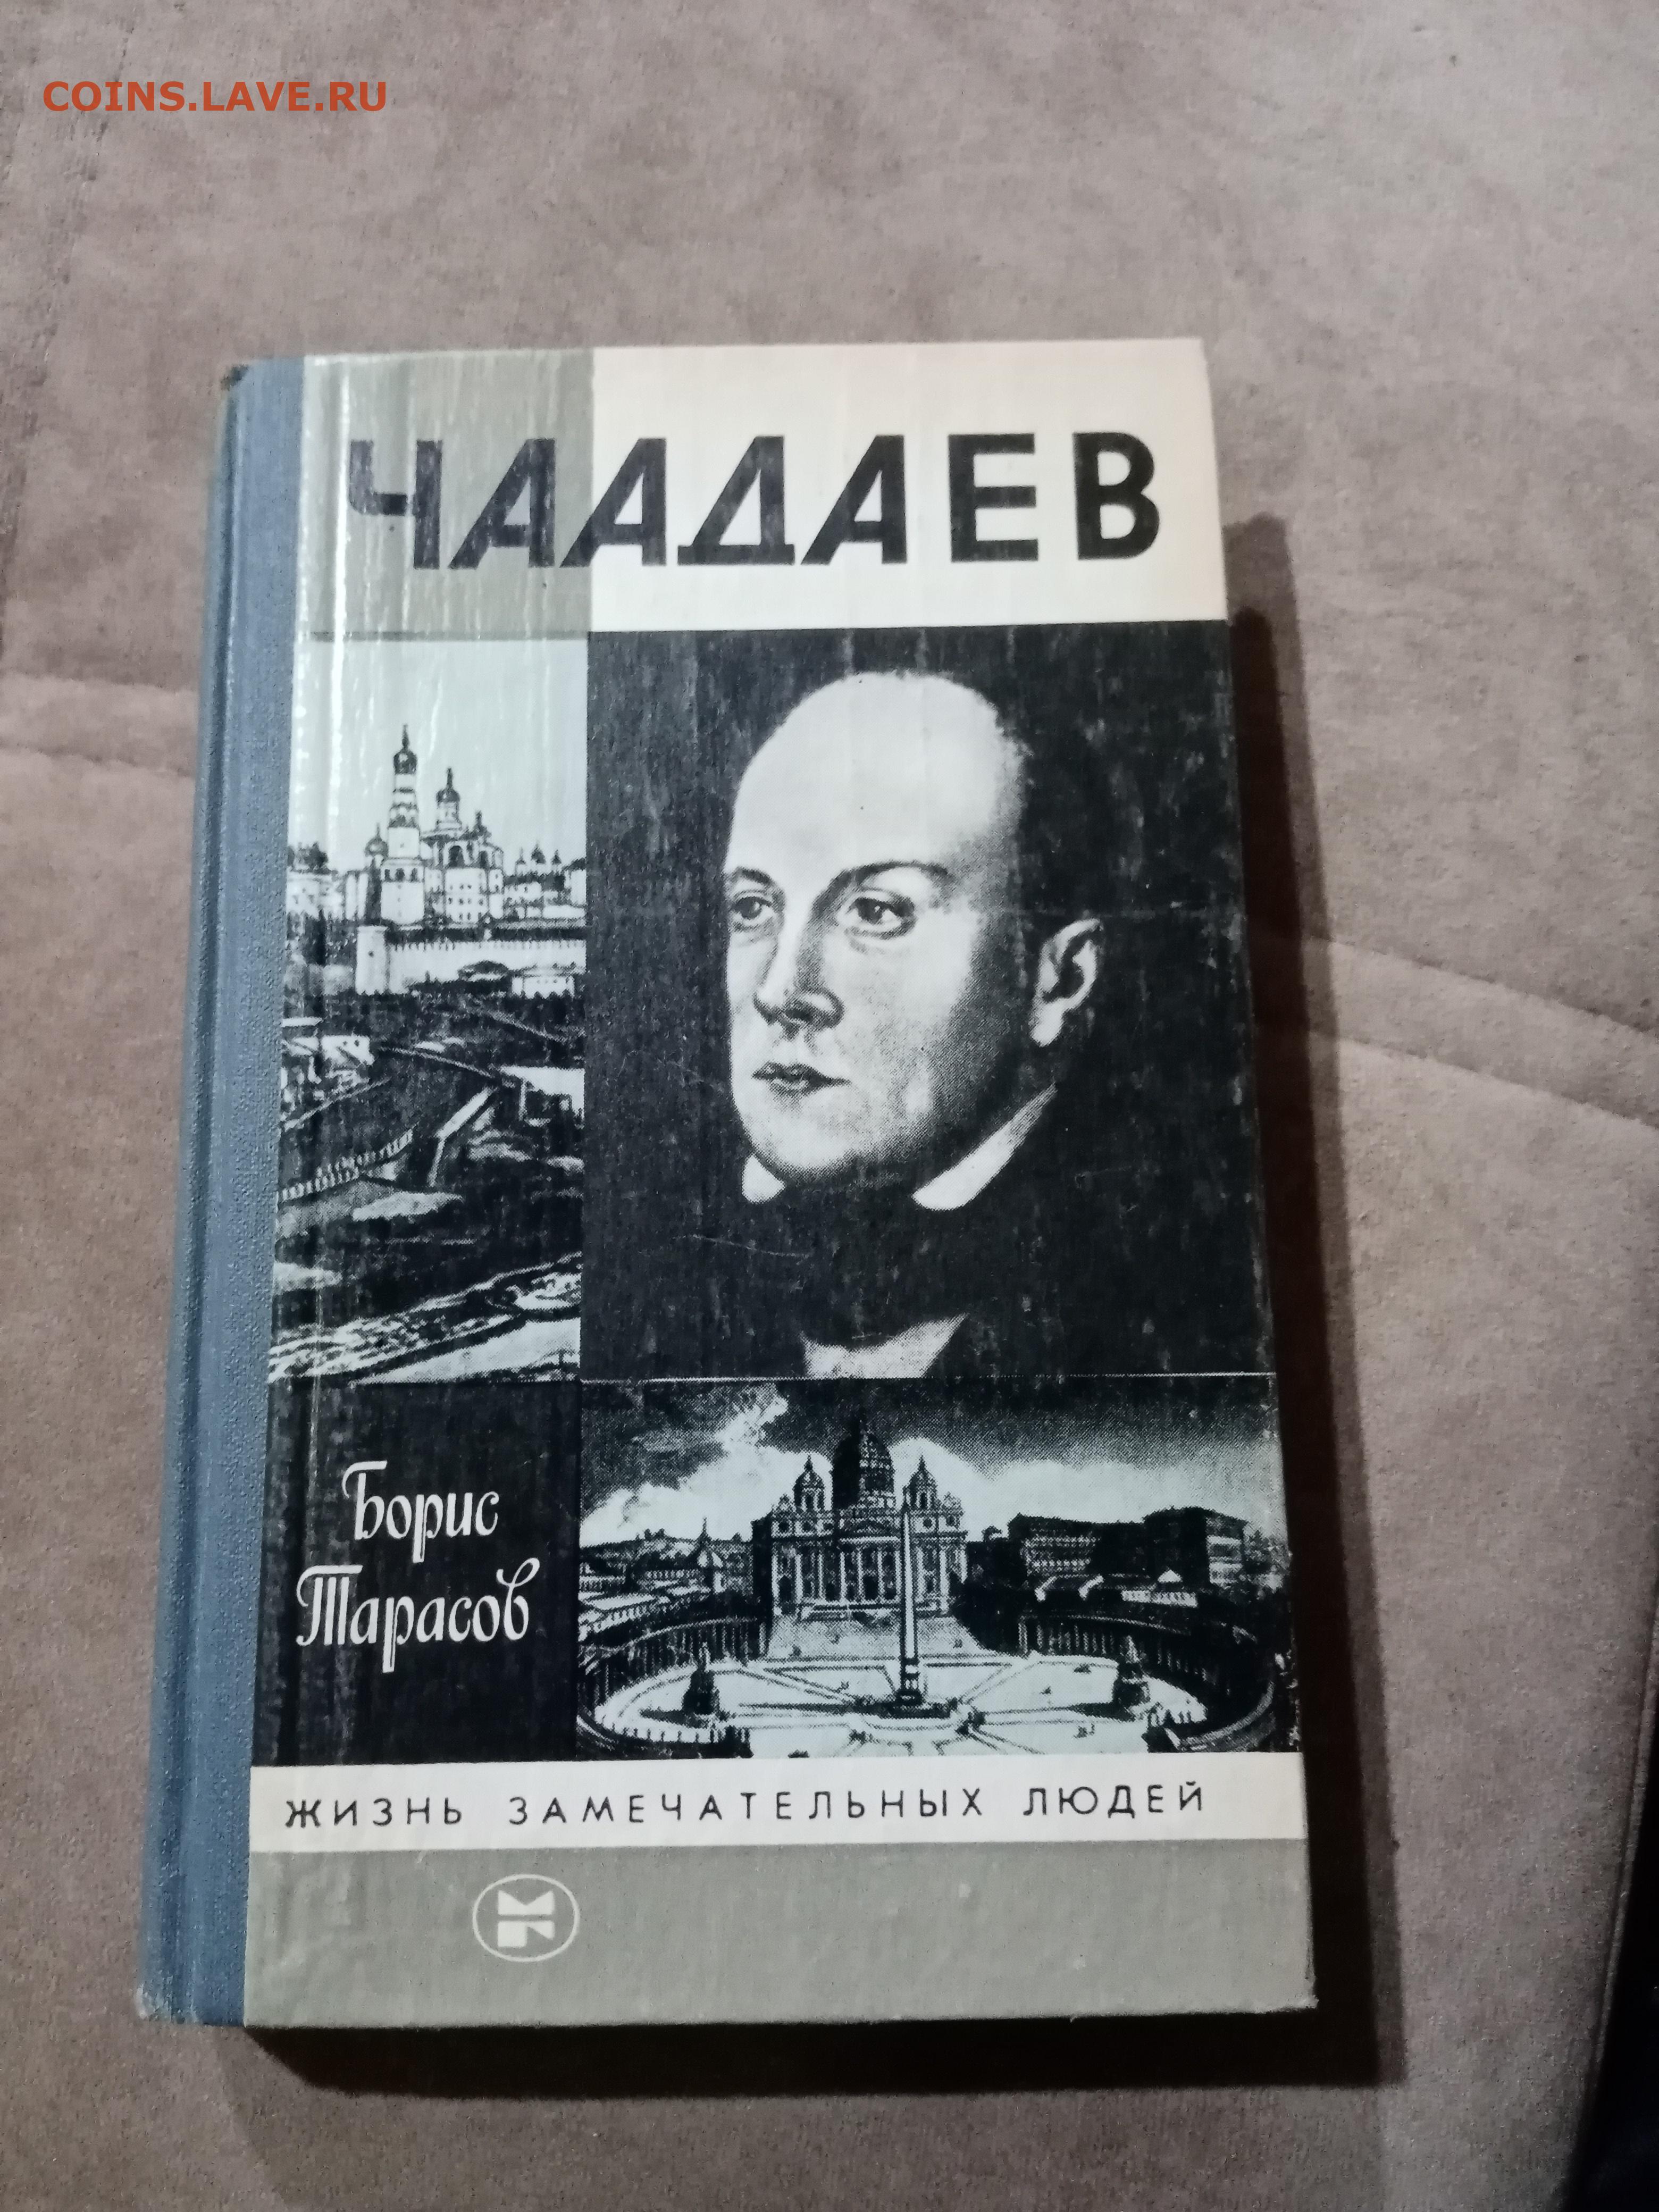 COINS.LAVE.RU
ЧААДАЕВ
Борис
Тарасов
ЖИЗНЬ ЗАМЕЧАТЕЛЬНЫХ ЛЮДЕЙ